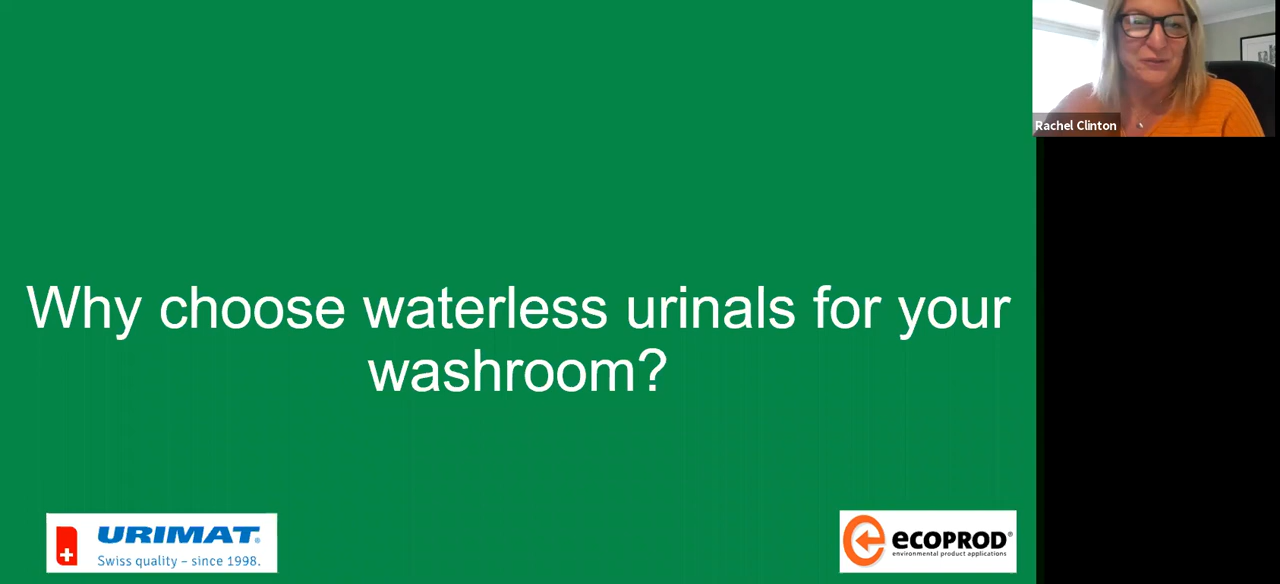 Why choose waterless urinals for your
washroom?
Rachel Clinton
URIMAT®
Swiss quality – since 1998.
ecoprod®
environmental product applications